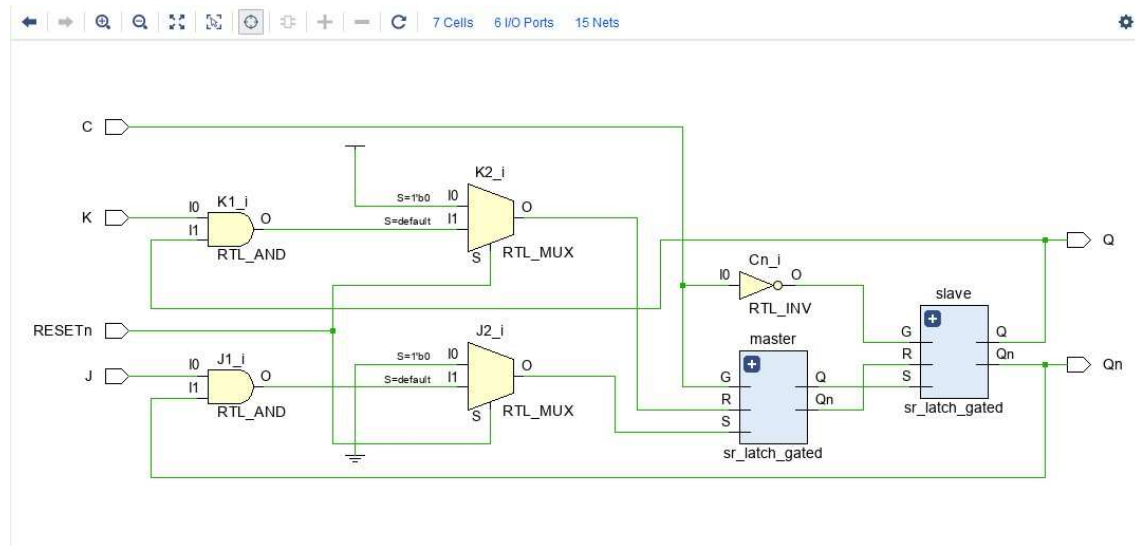 7 Cells 6 I/O Ports 15 Nets
C
K2_i
S=1'b0 I0
K1_i
O
I0
K
O
S=default I1
I1
RTL_AND
S
RTL_MUX
Q
Cn_i
I0
O
slave
RTL_INV
RESETn
J2_i
master
G
Q
R
Qn
S
Qn
sr_latch_gated
J1_i
S=1'b0 I0
O
I0
J
O
S=default I1
I1
RTL_AND
S
RTL_MUX
G
Q
R
Qn
S
sr_latch_gated